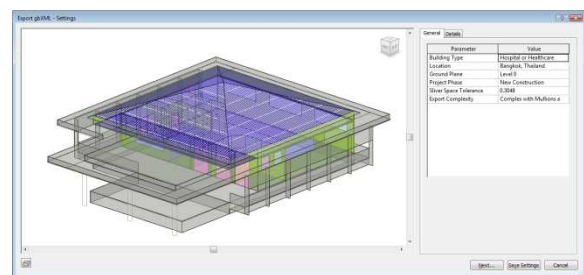 Export gbXML - Settings
General Details
Parameter Value
Building Type Hospital or Healthcare
Location Bangkok, Thailand
Ground Plane Level 0
Project Phase New Construction
Sliver Space Tolerance 0.3048
Export Complexity Complex with Mullions a
Next... Save Settings Cancel